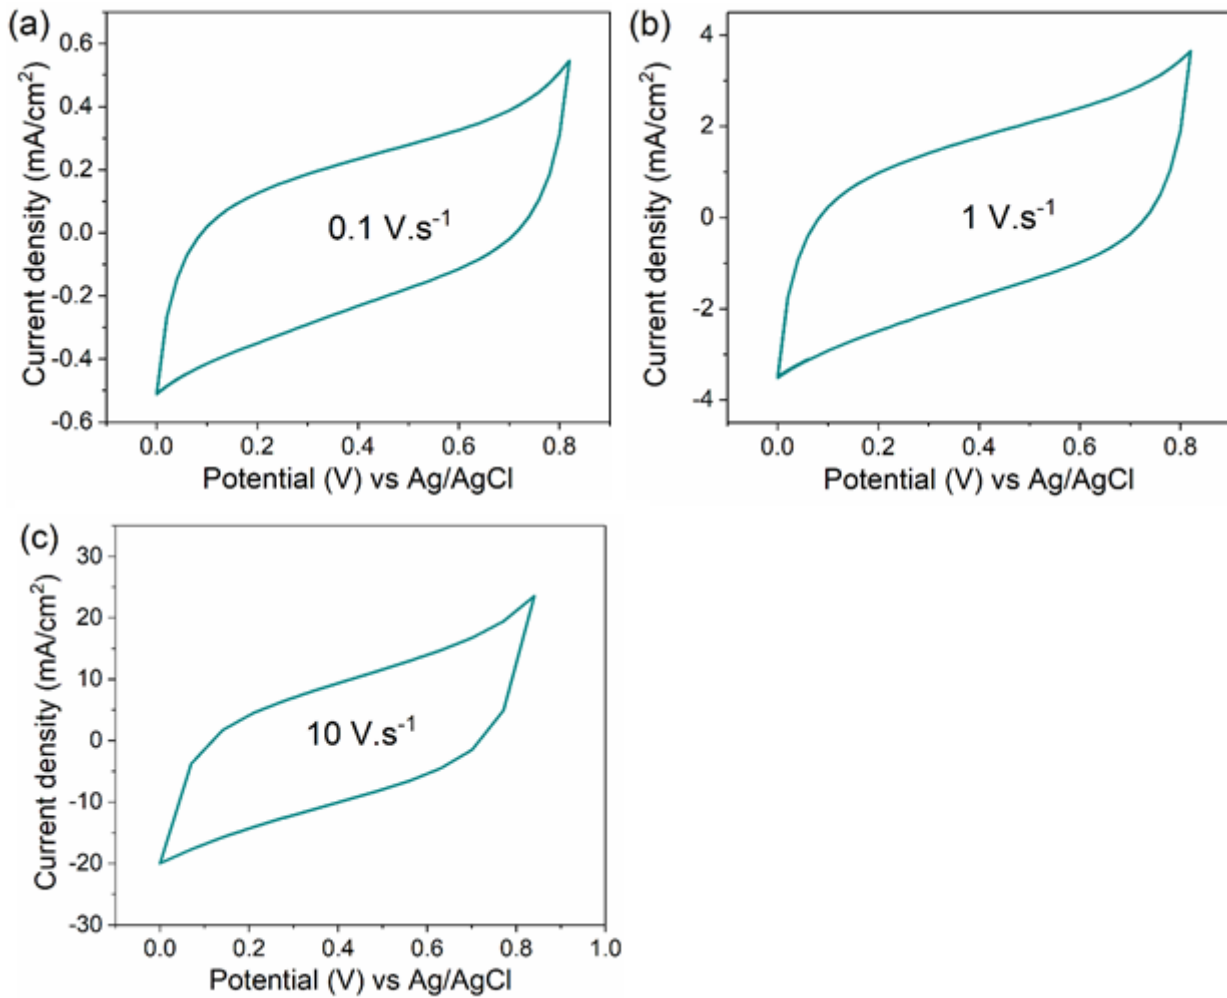 (a)
Current density (mA/cm²)
0.6
0.4
0.2
0.0
-0.2
-0.4
-0.6
0.1 V.s⁻¹
0.0 0.2 0.4 0.6 0.8
Potential (V) vs Ag/AgCl
(b)
Current density (mA/cm²)
4
2
0
-2
-4
1 V.s⁻¹
0.0 0.2 0.4 0.6 0.8
Potential (V) vs Ag/AgCl
(c)
Current density (mA/cm²)
30
20
10
0
-10
-20
-30
10 V.s⁻¹
0.0 0.2 0.4 0.6 0.8 1.0
Potential (V) vs Ag/AgCl